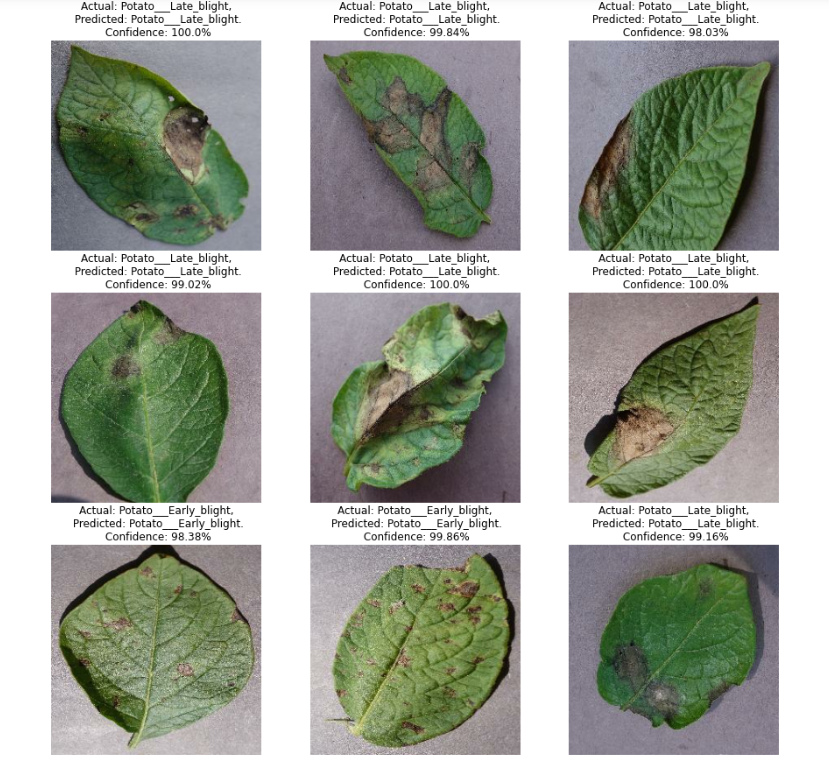 Actual: Potato___Late_blight,
Predicted: Potato___Late_blight.
Confidence: 100.0%
Actual: Potato___Late_blight,
Predicted: Potato___Late_blight.
Confidence: 99.84%
Actual: Potato___Late_blight,
Predicted: Potato___Late_blight.
Confidence: 98.03%
Actual: Potato___Late_blight,
Predicted: Potato___Late_blight.
Confidence: 99.02%
Actual: Potato___Late_blight,
Predicted: Potato___Late_blight.
Confidence: 100.0%
Actual: Potato___Late_blight,
Predicted: Potato___Late_blight.
Confidence: 100.0%
Actual: Potato___Early_blight,
Predicted: Potato___Early_blight.
Confidence: 98.38%
Actual: Potato___Early_blight,
Predicted: Potato___Early_blight.
Confidence: 99.86%
Actual: Potato___Late_blight,
Predicted: Potato___Late_blight.
Confidence: 99.16%